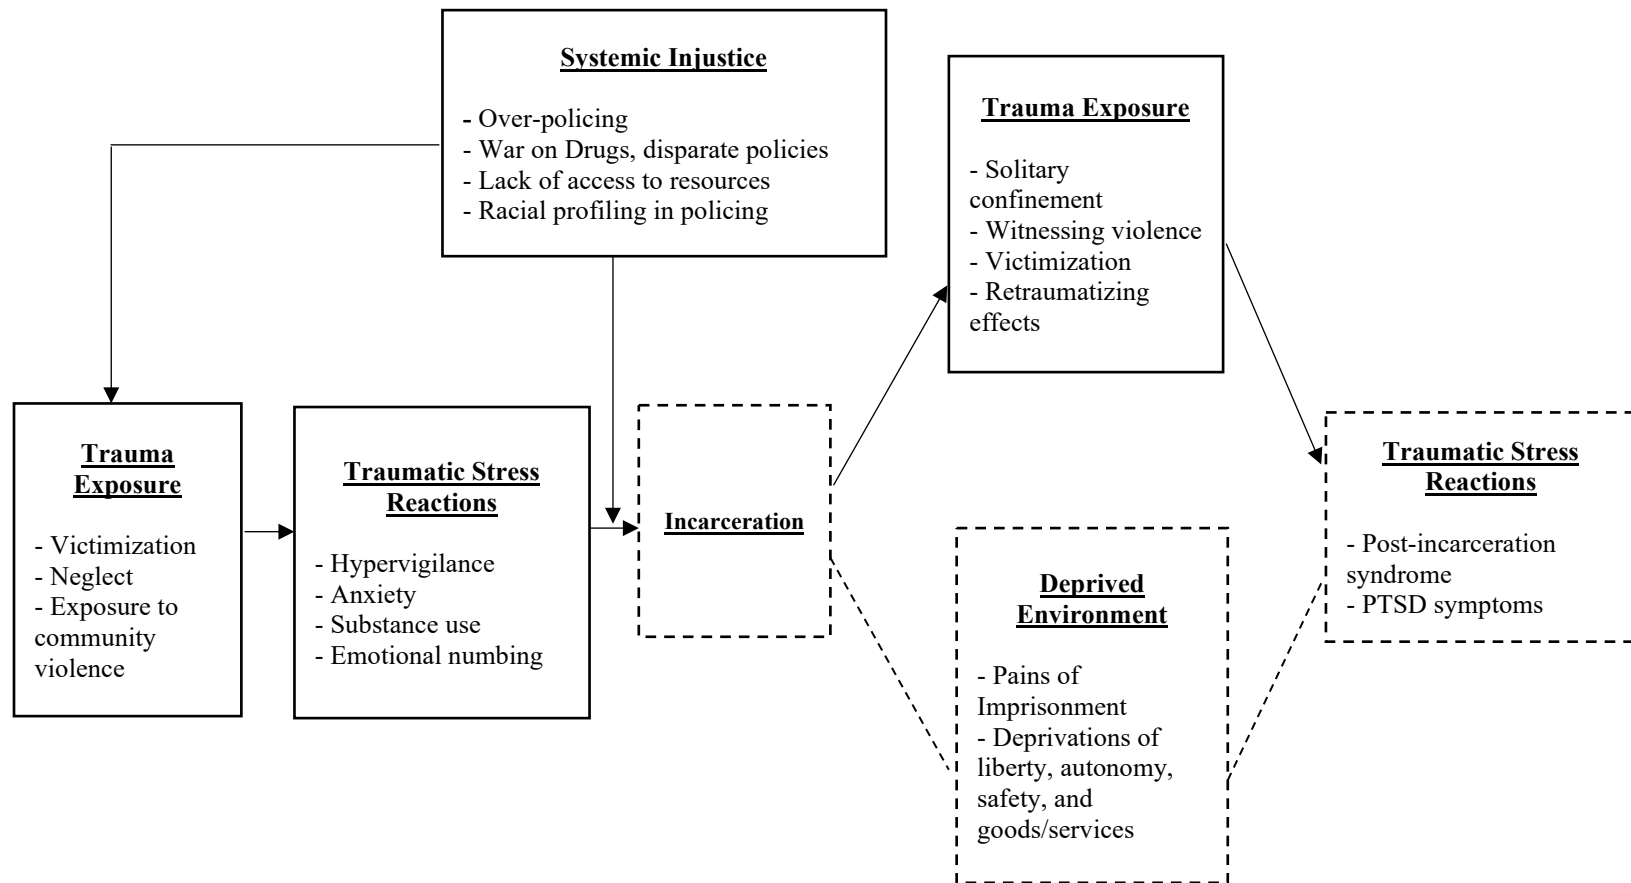 Systemic Injustice
- Over-policing
- War on Drugs, disparate policies
- Lack of access to resources
- Racial profiling in policing
Trauma
Exposure
- Victimization
- Neglect
- Exposure to
community
violence
Traumatic Stress
Reactions
- Hypervigilance
- Anxiety
- Substance use
- Emotional numbing
Incarceration
Trauma Exposure
- Solitary
confinement
- Witnessing violence
- Victimization
- Retraumatizing
effects
Deprived
Environment
- Pains of
Imprisonment
- Deprivations of
liberty, autonomy,
safety, and
goods/services
Traumatic Stress
Reactions
- Post-incarceration
syndrome
- PTSD symptoms